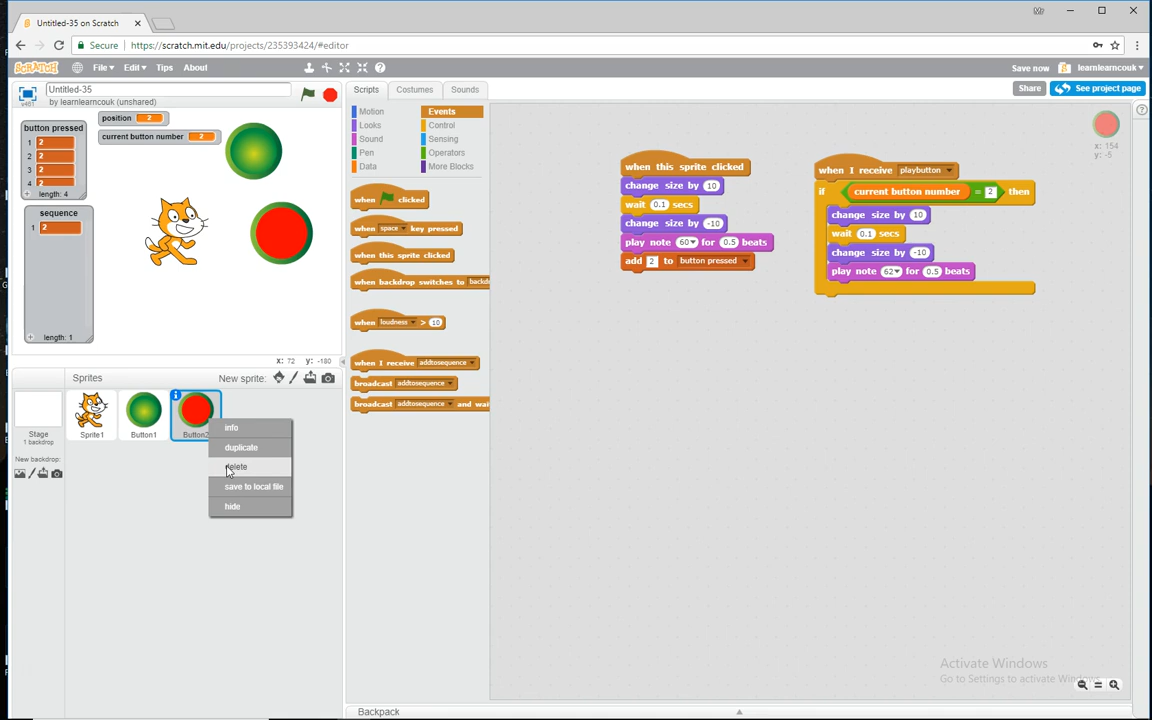 Untitled-35 on Scratch
Secure
https://scratch.mit.edu/projects/235393424/#editor
SCRATCH File Edit Tips About
Save now learnlearncouk
Untitled-35
by learnlearncouk (unshared)
v461
Scripts Costumes Sounds
Share See project page
position 2
current button number 2
button pressed
1 2
2 2
3 2
4 2
length: 4
sequence
1 2
length: 1
Motion Events
Looks Control
Sound Sensing
Pen Operators
Data More Blocks
when clicked
when space key pressed
when this sprite clicked
when backdrop switches to
when loudness > 10
when I receive addtosequence
broadcast addtosequence
broadcast addtosequence and wait
when this sprite clicked
change size by 10
wait 0.1 secs
change size by -10
play note 60 for 0.5 beats
add 2 to button pressed
when I receive playbutton
if current button number = 2 then
change size by 10
wait 0.1 secs
change size by -10
play note 62 for 0.5 beats
x: 154
y: -5
x: 72 y: -180
Sprites
New sprite:
Stage
1 backdrop
New backdrop:
Sprite1
Button1
Button2
info
duplicate
delete
save to local file
hide
Activate Windows
Go to Settings to activate Windows.
Backpack